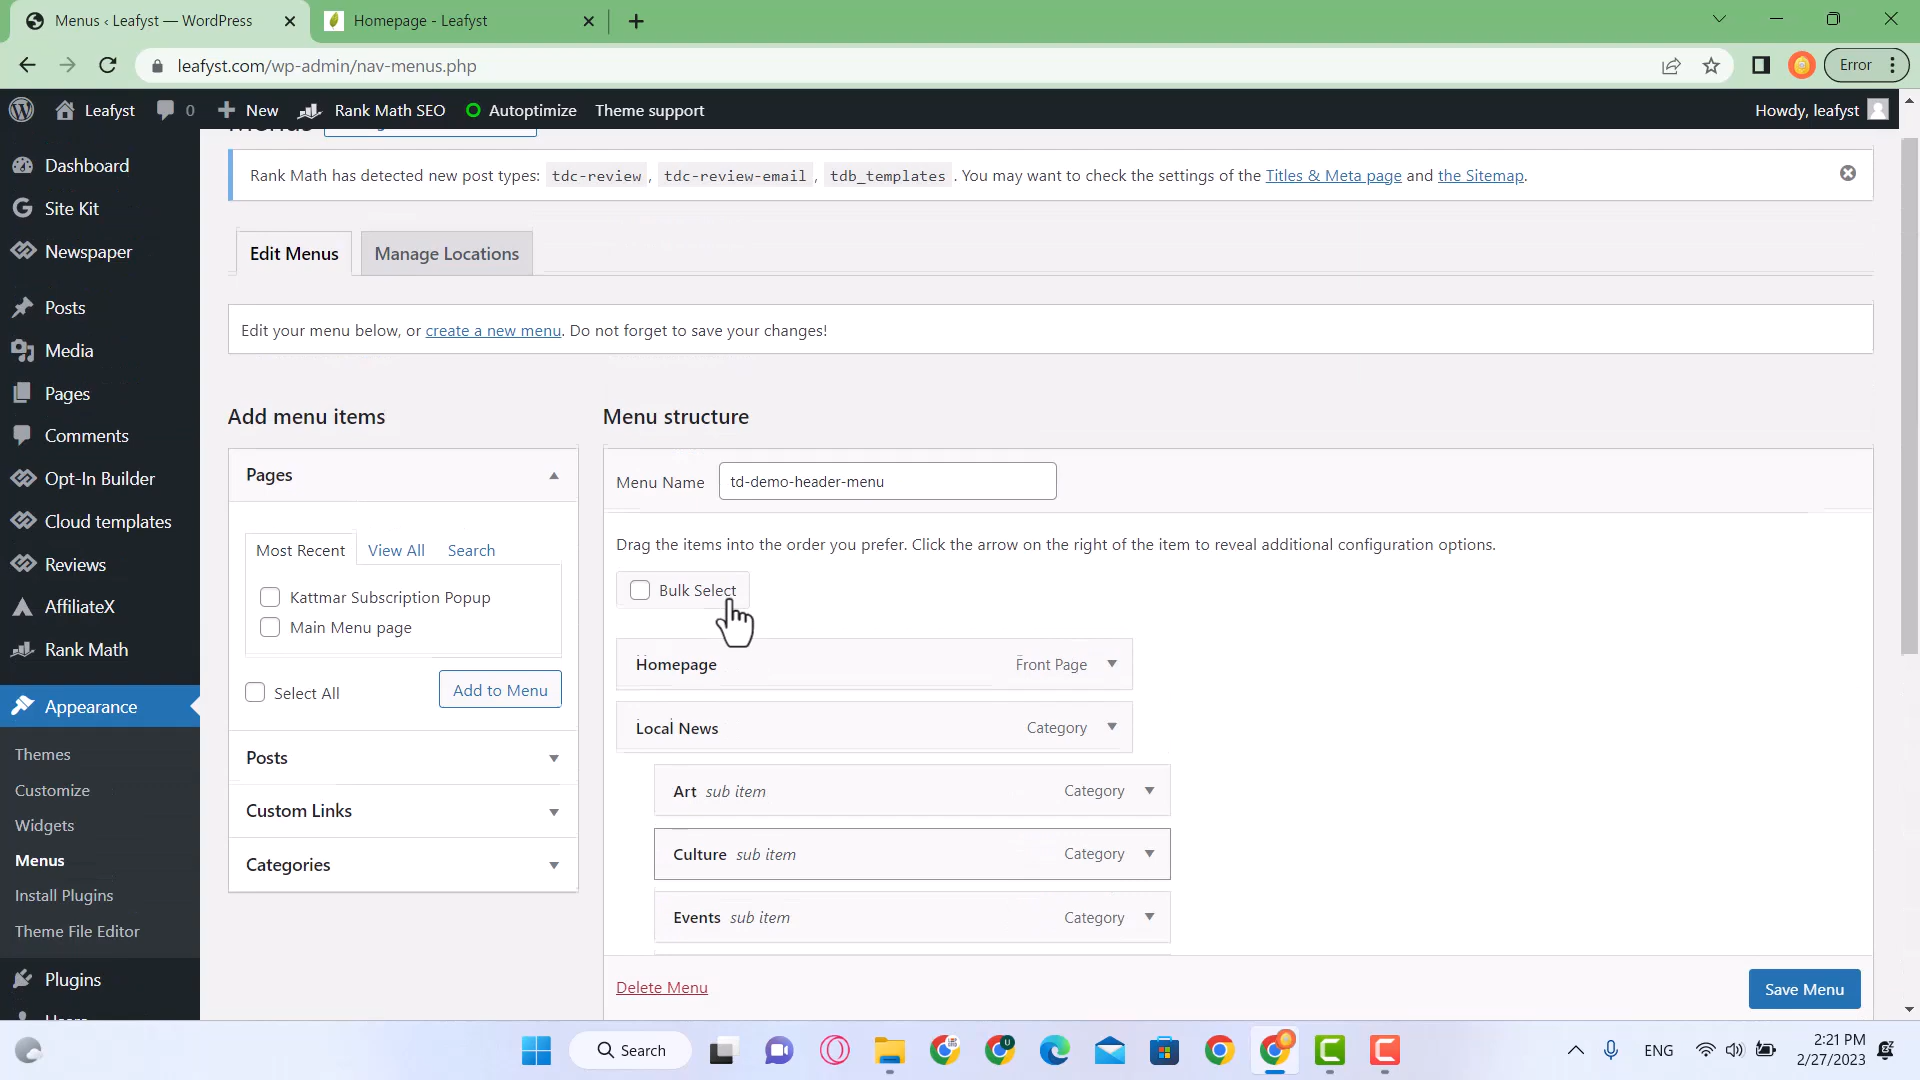 Menus ‹ Leafyst — WordPress
Homepage - Leafyst
leafyst.com/wp-admin/nav-menus.php
Error
Leafyst
0
New
Rank Math SEO
Autoptimize
Theme support
Howdy, leafyst
Menus
Dashboard
Site Kit
Newspaper
Posts
Media
Pages
Comments
Opt-In Builder
Cloud templates
Reviews
AffiliateX
Rank Math
Appearance
Themes
Customize
Widgets
Menus
Install Plugins
Theme File Editor
Plugins
Rank Math has detected new post types: tdc-review, tdc-review-email, tdb_templates. You may want to check the settings of the Titles & Meta page and the Sitemap.
Edit Menus
Manage Locations
Edit your menu below, or create a new menu. Do not forget to save your changes!
Add menu items
Pages
Most Recent
View All
Search
Kattmar Subscription Popup
Main Menu page
Select All
Add to Menu
Posts
Custom Links
Categories
Menu structure
Menu Name
td-demo-header-menu
Drag the items into the order you prefer. Click the arrow on the right of the item to reveal additional configuration options.
Bulk Select
Homepage Front Page
Local News Category
Art sub item Category
Culture sub item Category
Events sub item Category
Delete Menu
Save Menu
Search
ENG
2:21 PM
2/27/2023